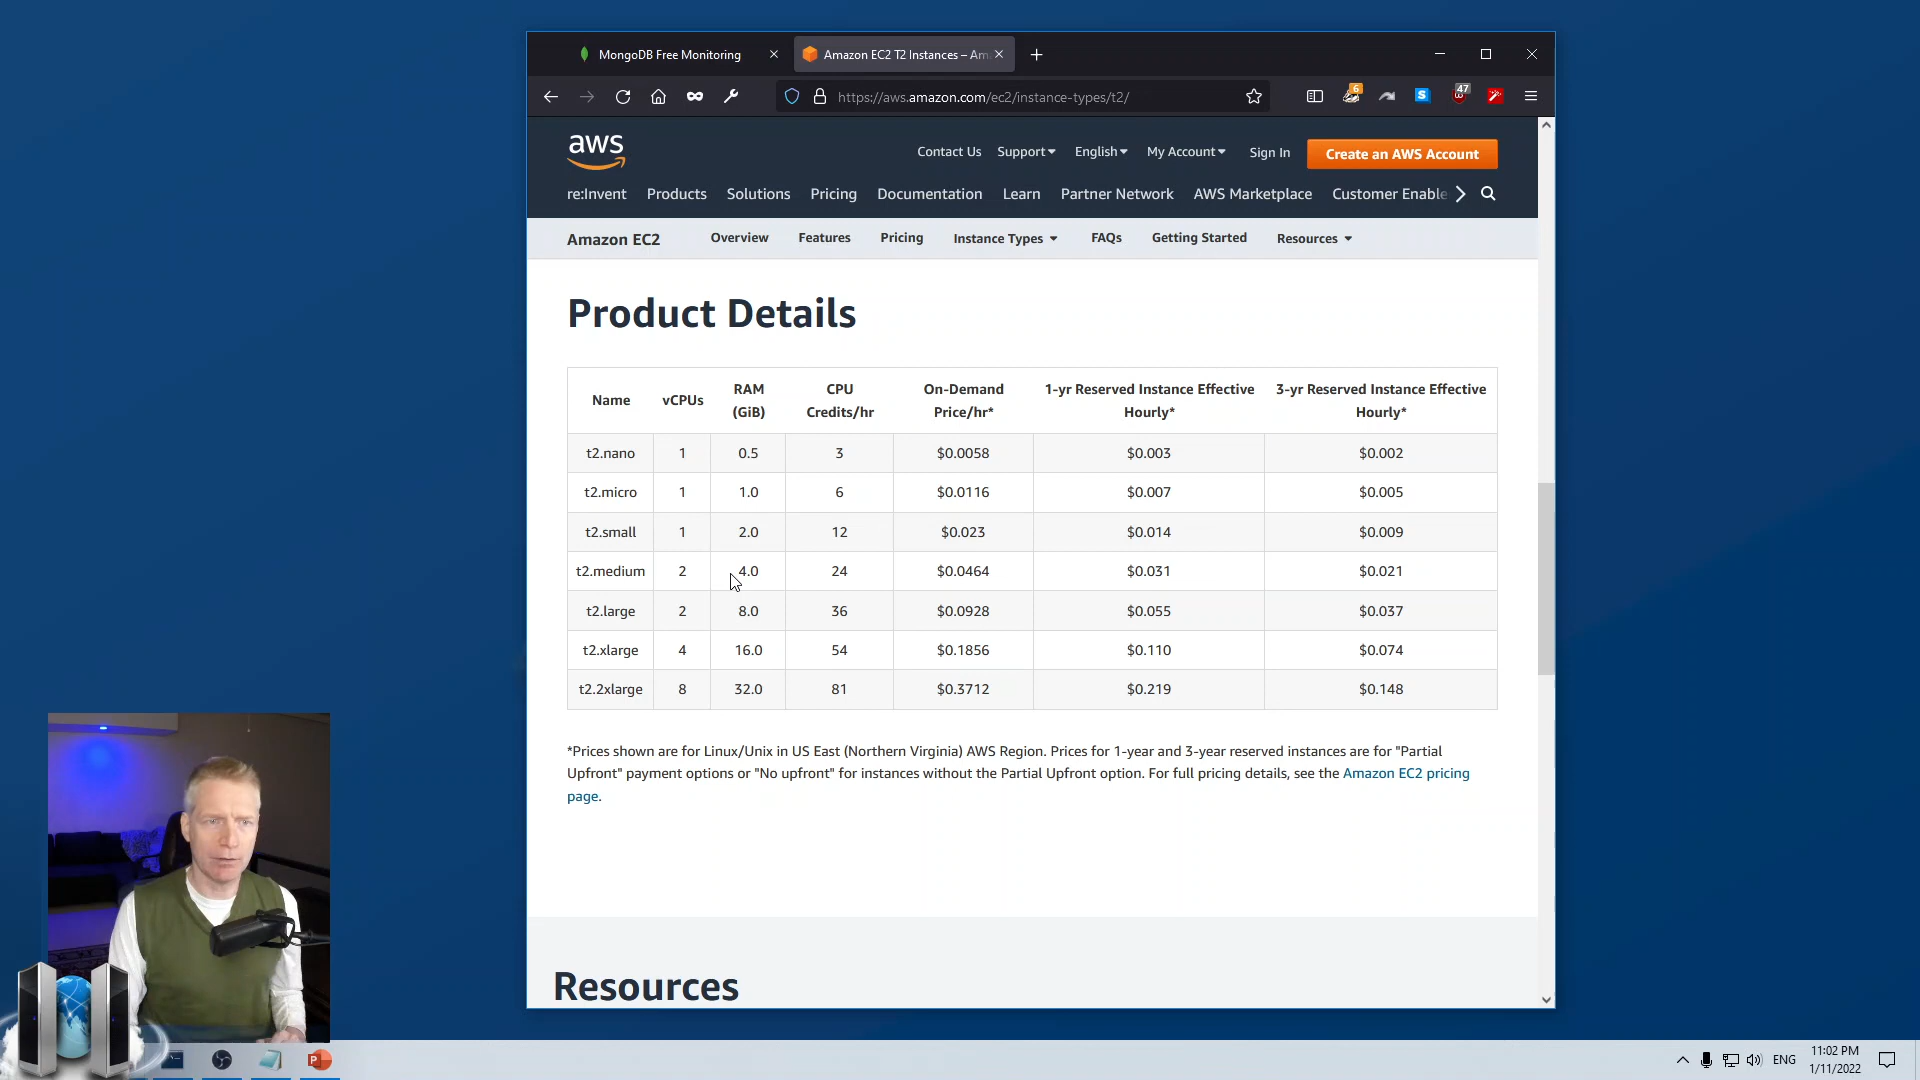 MongoDB Free Monitoring
Amazon EC2 T2 Instances – Am
https://aws.amazon.com/ec2/instance-types/t2/
6
S
47
aws
Contact Us Support English My Account Sign In Create an AWS Account
re:Invent Products Solutions Pricing Documentation Learn Partner Network AWS Marketplace Customer Enable
Amazon EC2 Overview Features Pricing Instance Types FAQs Getting Started Resources
Product Details
Name vCPUs RAM (GiB) CPU Credits/hr On-Demand Price/hr* 1-yr Reserved Instance Effective Hourly* 3-yr Reserved Instance Effective Hourly*
t2.nano 1 0.5 3 $0.0058 $0.003 $0.002
t2.micro 1 1.0 6 $0.0116 $0.007 $0.005
t2.small 1 2.0 12 $0.023 $0.014 $0.009
t2.medium 2 4.0 24 $0.0464 $0.031 $0.021
t2.large 2 8.0 36 $0.0928 $0.055 $0.037
t2.xlarge 4 16.0 54 $0.1856 $0.110 $0.074
t2.2xlarge 8 32.0 81 $0.3712 $0.219 $0.148
*Prices shown are for Linux/Unix in US East (Northern Virginia) AWS Region. Prices for 1-year and 3-year reserved instances are for "Partial
Upfront" payment options or "No upfront" for instances without the Partial Upfront option. For full pricing details, see the Amazon EC2 pricing
page.
Resources
P
ENG
11:02 PM
1/11/2022